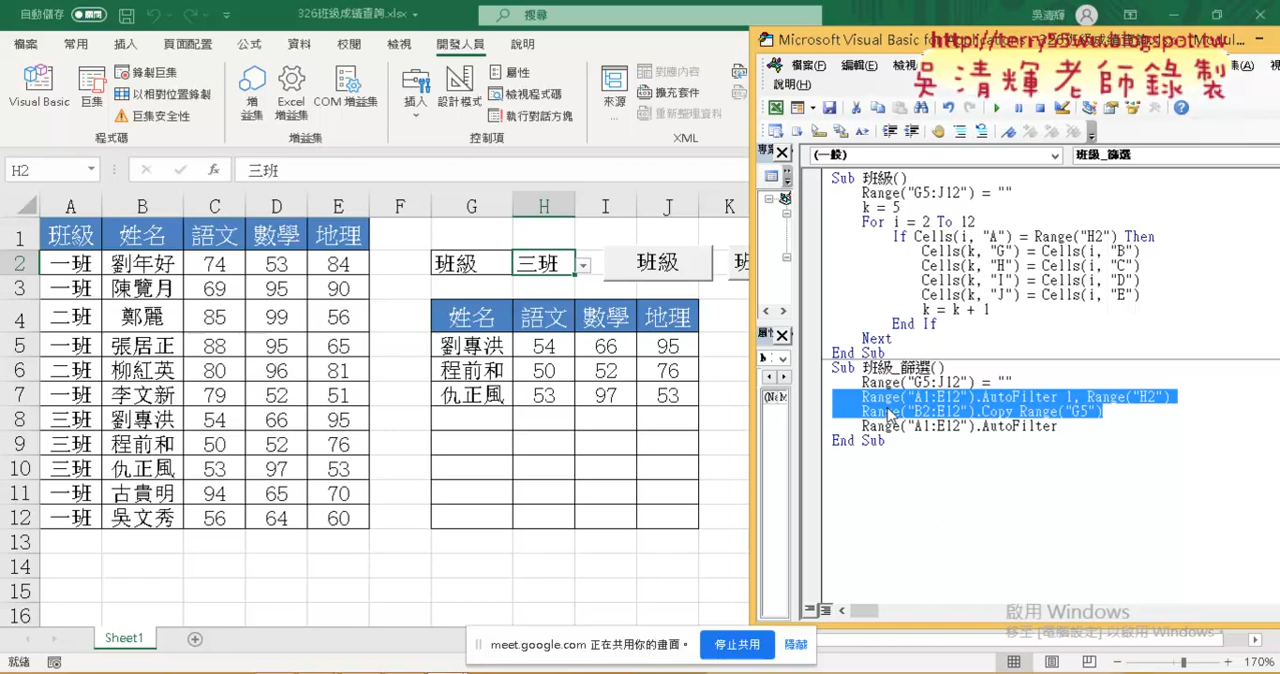 自動儲存
326班級成績查詢.xlsx
搜尋
吳清輝
檔案 常用 插入 頁面配置 公式 資料 校閱 檢視 開發人員 說明
Visual Basic
巨集
錄製巨集
以相對位置錄製
巨集安全性
程式碼
增益集
Excel 增益集
COM 增益集
增益集
插入
設計模式
屬性
檢視程式碼
執行對話方塊
控制項
來源
對應內容
擴充套件
重新整理資料
XML
H2
fx
三班
A B C D E F G H I J K
1 班級 姓名 語文 數學 地理
2 一班 劉年好 74 53 84 班級 三班 班級
3 一班 陳覽月 69 95 90
4 二班 鄭麗 85 99 56 姓名 語文 數學 地理
5 一班 張居正 88 95 65 劉專洪 54 66 95
6 二班 柳紅英 80 96 81 程前和 50 52 76
7 一班 李文新 79 52 51 仇正風 53 97 53
8 三班 劉專洪 54 66 95
9 三班 程前和 50 52 76
10 三班 仇正風 53 97 53
11 一班 古貴明 94 65 70
12 一班 吳文秀 56 64 60
13
14
15
16
Sheet1
就緒
meet.google.com 正在共用你的畫面。 停止共用 隱藏
170%
Microsoft Visual Basic for Applications
吳清輝老師錄製
檔案(F) 編輯(E) 檢視
說明(H)
(一般) 班級_篩選
Sub 班級()
Range("G5:J12") = ""
k = 5
For i = 2 To 12
If Cells(i, "A") = Range("H2") Then
Cells(k, "G") = Cells(i, "B")
Cells(k, "H") = Cells(i, "C")
Cells(k, "I") = Cells(i, "D")
Cells(k, "J") = Cells(i, "E")
k = k + 1
End If
Next
End Sub
Sub 班級_篩選()
Range("G5:J12") = ""
Range("A1:E12").AutoFilter 1, Range("H2")
Range("B2:E12").Copy Range("G5")
Range("A1:E12").AutoFilter
End Sub
啟用 Windows
移至 [電腦設定] 以啟用 Windows。